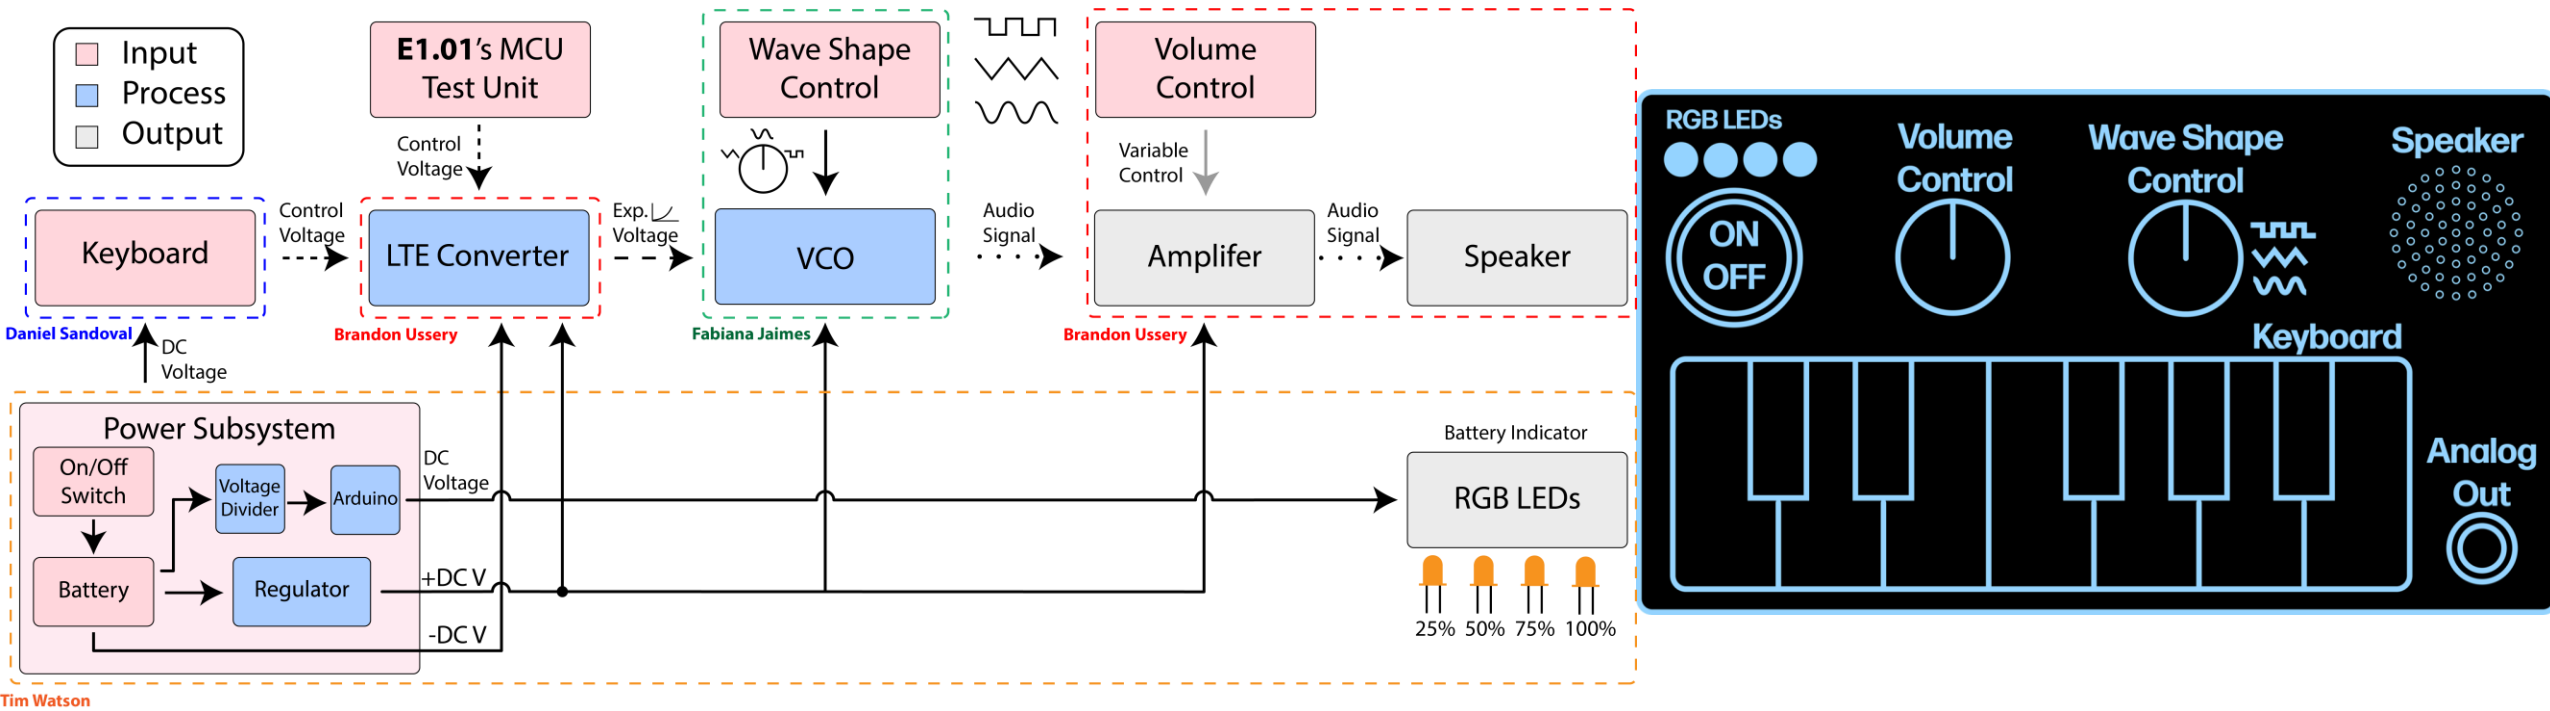 Input
Process
Output
E1.01's MCU
Test Unit
Control
Voltage
Wave Shape
Control
Volume
Control
Variable
Control
Keyboard
Control
Voltage
LTE Converter
Exp.
Voltage
VCO
Audio
Signal
Amplifer
Audio
Signal
Speaker
Daniel Sandoval
Brandon Ussery
Fabiana Jaimes
Brandon Ussery
DC
Voltage
Power Subsystem
On/Off
Switch
Voltage
Divider
Arduino
DC
Voltage
Battery
Regulator
+DC V
-DC V
Battery Indicator
RGB LEDs
25% 50% 75% 100%
Tim Watson
RGB LEDs
ON
OFF
Volume
Control
Wave Shape
Control
Speaker
Keyboard
Analog
Out